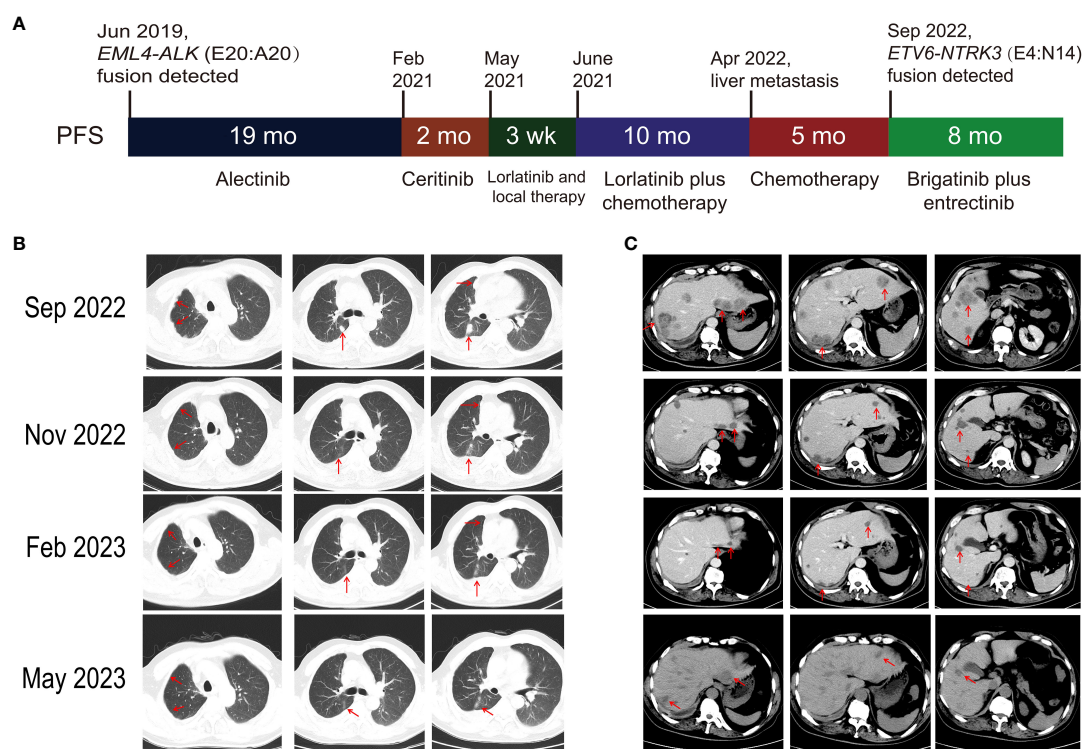 A
Jun 2019,
EML4-ALK (E20:A20)
fusion detected
Feb
2021
May
2021
June
2021
Apr 2022,
liver metastasis
Sep 2022,
ETV6-NTRK3 (E4:N14)
fusion detected
PFS
19 mo
2 mo
3 wk
10 mo
5 mo
8 mo
Alectinib
Ceritinib
Lorlatinib and
local therapy
Lorlatinib plus
chemotherapy
Chemotherapy
Brigatinib plus
entrectinib
B
C
Sep 2022
Nov 2022
Feb 2023
May 2023